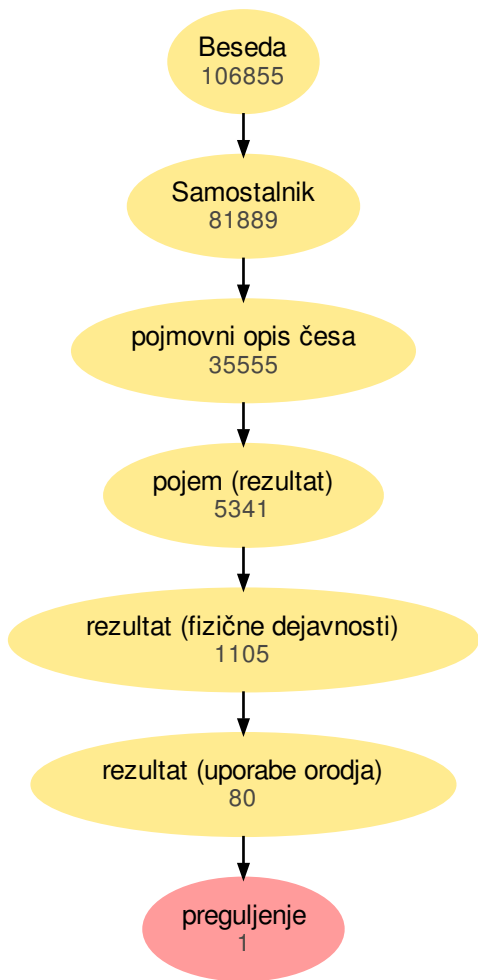 Beseda
106855
Samostalnik
81889
pojmovni opis česa
35555
pojem (rezultat)
5341
rezultat (fizične dejavnosti)
1105
rezultat (uporabe orodja)
80
preguljenje
1